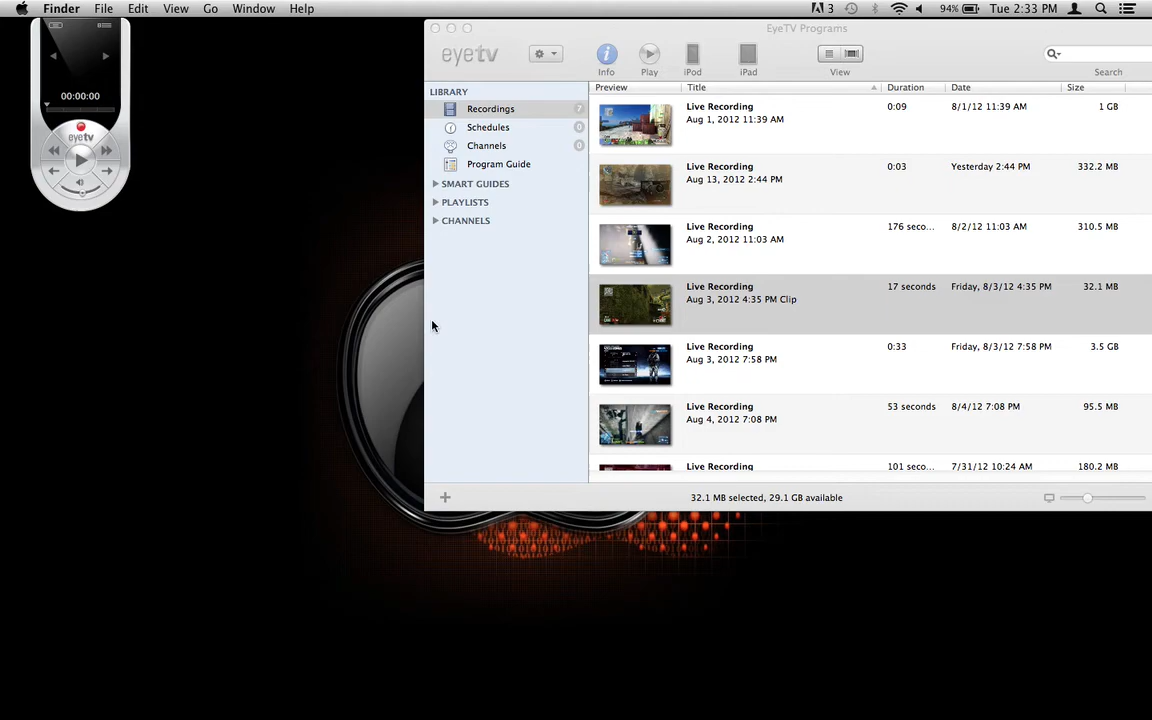 Finder File Edit View Go Window Help 3 94% Tue 2:33 PM
EyeTV Programs
00:00:00
eyetv
eyetv
Info Play iPod iPad View Search
LIBRARY
Recordings 7
Schedules 0
Channels 0
Program Guide
SMART GUIDES
PLAYLISTS
CHANNELS
Preview Title Duration Date Size
Live Recording 0:09 8/1/12 11:39 AM 1 GB
Aug 1, 2012 11:39 AM
Live Recording 0:03 Yesterday 2:44 PM 332.2 MB
Aug 13, 2012 2:44 PM
Live Recording 176 seco... 8/2/12 11:03 AM 310.5 MB
Aug 2, 2012 11:03 AM
Live Recording 17 seconds Friday, 8/3/12 4:35 PM 32.1 MB
Aug 3, 2012 4:35 PM Clip
Live Recording 0:33 Friday, 8/3/12 7:58 PM 3.5 GB
Aug 3, 2012 7:58 PM
Live Recording 53 seconds 8/4/12 7:08 PM 95.5 MB
Aug 4, 2012 7:08 PM
Live Recording 101 seco... 7/31/12 10:24 AM 180.2 MB
32.1 MB selected, 29.1 GB available